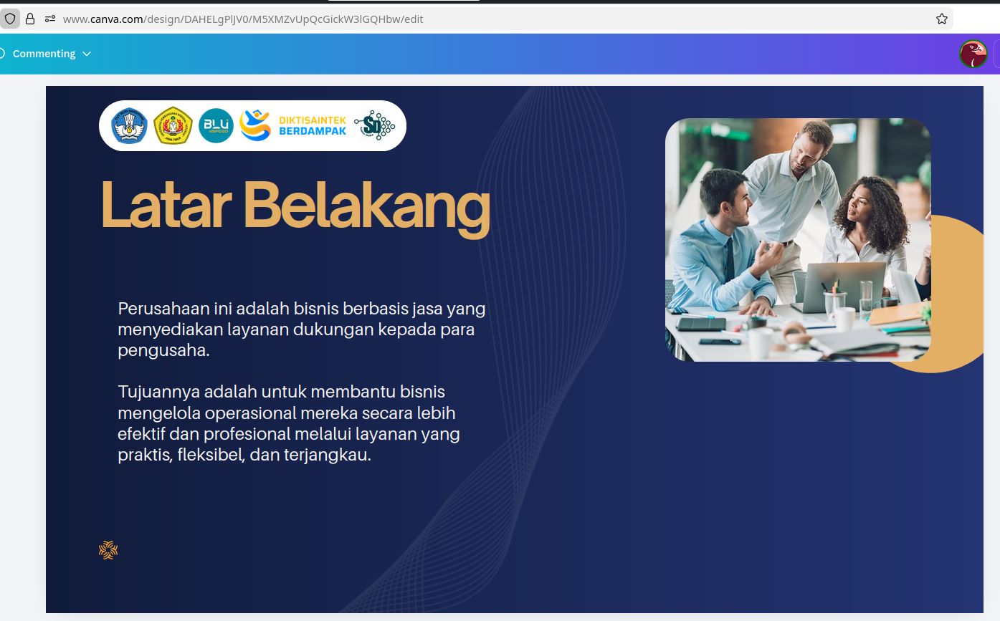 www.canva.com/design/DAHELgPlJV0/M5XMZvUpQcGickW3lGQHbw/edit
Commenting
BLU
DIKTISAINTEK
BERDAMPAK
SD
Latar Belakang
Perusahaan ini adalah bisnis berbasis jasa yang
menyediakan layanan dukungan kepada para
pengusaha.
Tujuannya adalah untuk membantu bisnis
mengelola operasional mereka secara lebih
efektif dan profesional melalui layanan yang
praktis, fleksibel, dan terjangkau.